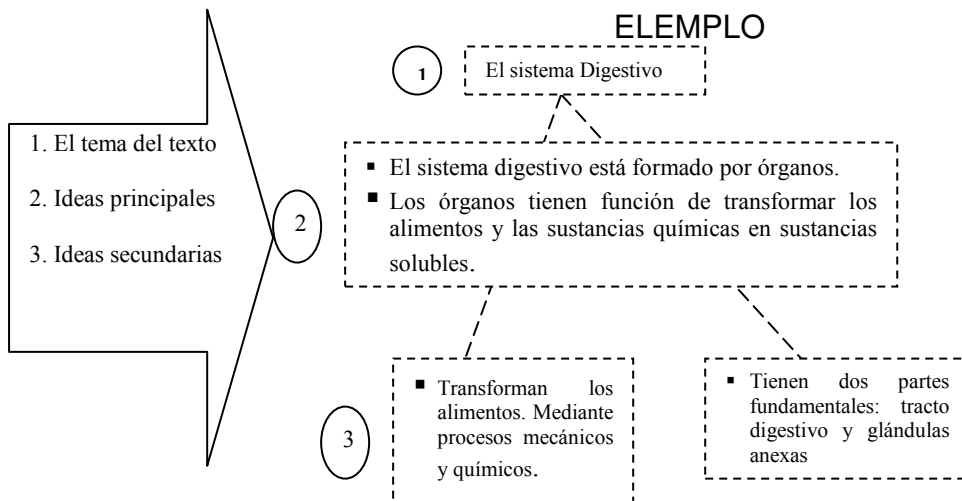 ELEMPLO
1
El sistema Digestivo
1. El tema del texto
2. Ideas principales
3. Ideas secundarias
2
▪ El sistema digestivo está formado por órganos.
▪ Los órganos tienen función de transformar los
alimentos y las sustancias químicas en sustancias
solubles.
3
▪ Transforman los
alimentos. Mediante
procesos mecánicos
y químicos.
▪ Tienen dos partes
fundamentales: tracto
digestivo y glándulas
anexas